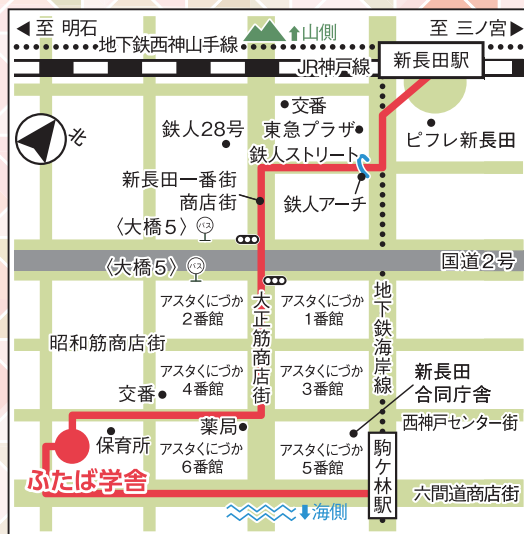 ◀至 明石
至 三ノ宮▶
⬆山側
地下鉄西神山手線
JR神戸線
新長田駅
北
交番
鉄人28号
東急プラザ
ピフレ新長田
鉄人ストリート
新長田一番街
商店街
鉄人アーチ
〈大橋5〉
バス
〈大橋5〉
バス
国道2号
アスタくにづか
2番館
大正筋商店街
アスタくにづか
1番館
地下鉄海岸線
昭和筋商店街
アスタくにづか
4番館
アスタくにづか
3番館
新長田
合同庁舎
交番
西神戸センター街
保育所
薬局
アスタくにづか
6番館
アスタくにづか
5番館
駒ケ林駅
ふたば学舎
六間道商店街
⬇海側